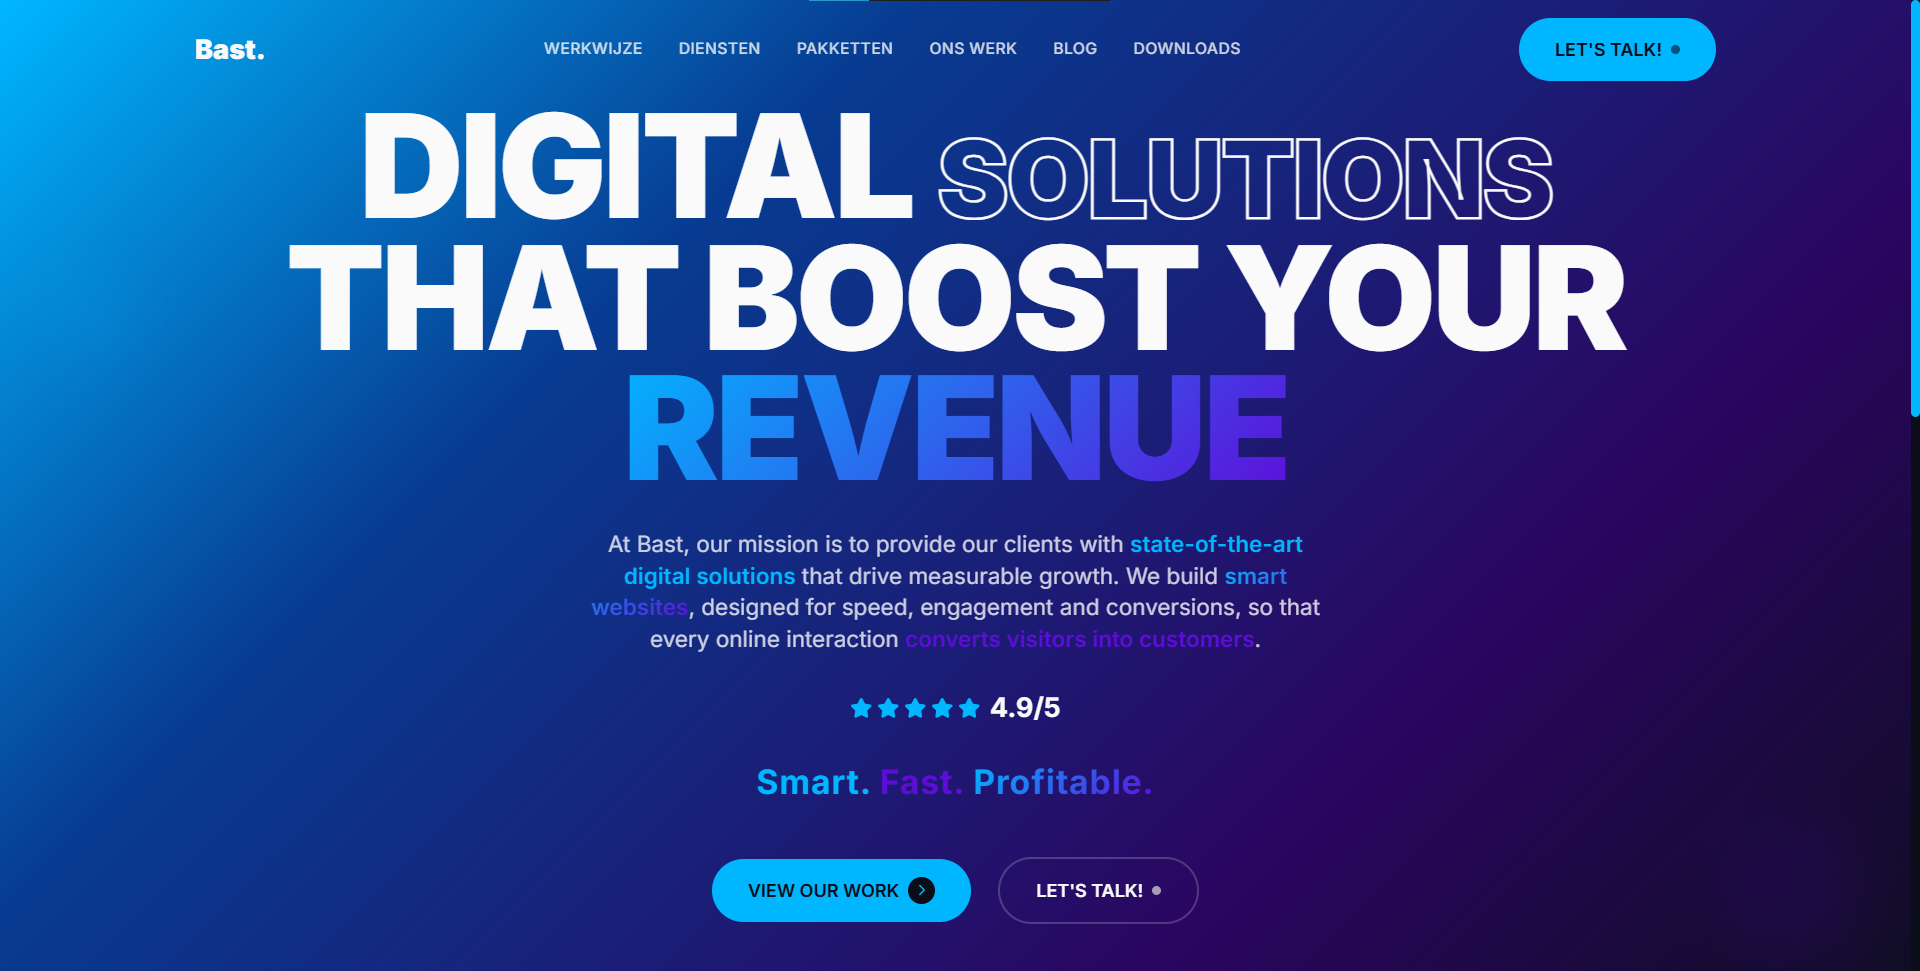 Bast.
WERKWIJZE DIENSTEN PAKKETTEN ONS WERK BLOG DOWNLOADS
LET'S TALK!
DIGITAL SOLUTIONS
THAT BOOST YOUR
REVENUE
At Bast, our mission is to provide our clients with state-of-the-art
digital solutions that drive measurable growth. We build smart
websites, designed for speed, engagement and conversions, so that
every online interaction converts visitors into customers.
4.9/5
Smart. Fast. Profitable.
VIEW OUR WORK
LET'S TALK!